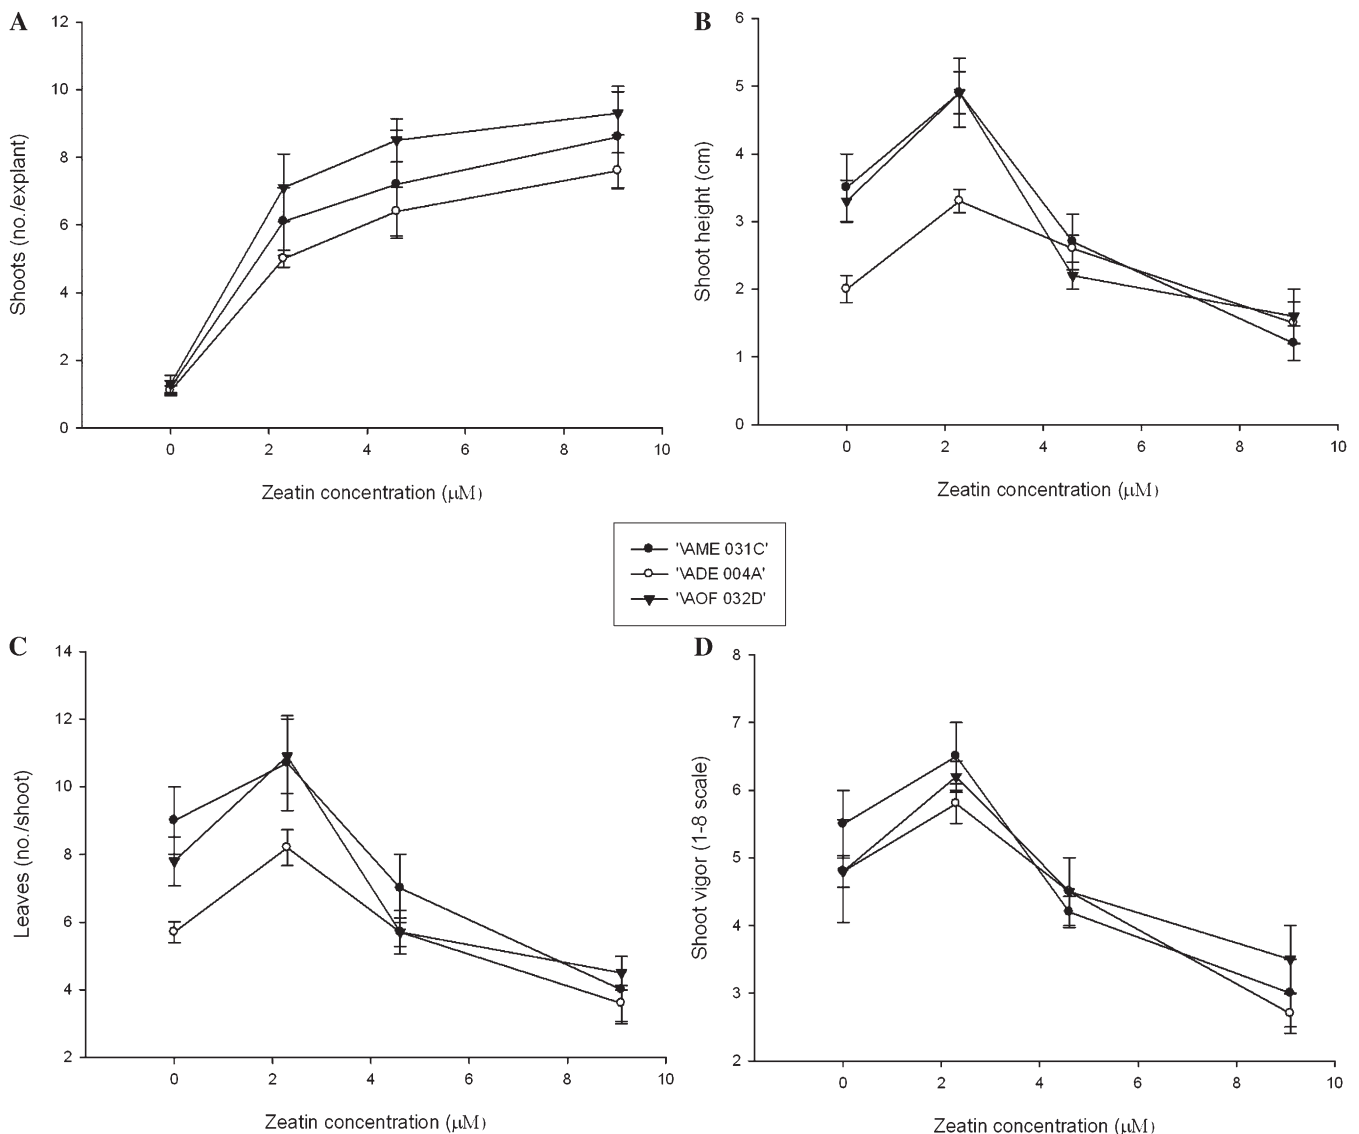 A
12
10
8
6
4
2
0
Shoots (no./explant)
0 2 4 6 8 10
Zeatin concentration (μM)
B
6
5
4
3
2
1
0
Shoot height (cm)
0 2 4 6 8 10
Zeatin concentration (μM)
'VAME 031C'
'VADE 004A'
'VAOF 032D'
C
14
12
10
8
6
4
2
Leaves (no./shoot)
0 2 4 6 8 10
Zeatin concentration (μM)
D
8
7
6
5
4
3
2
Shoot vigor (1-8 scale)
0 2 4 6 8 10
Zeatin concentration (μM)